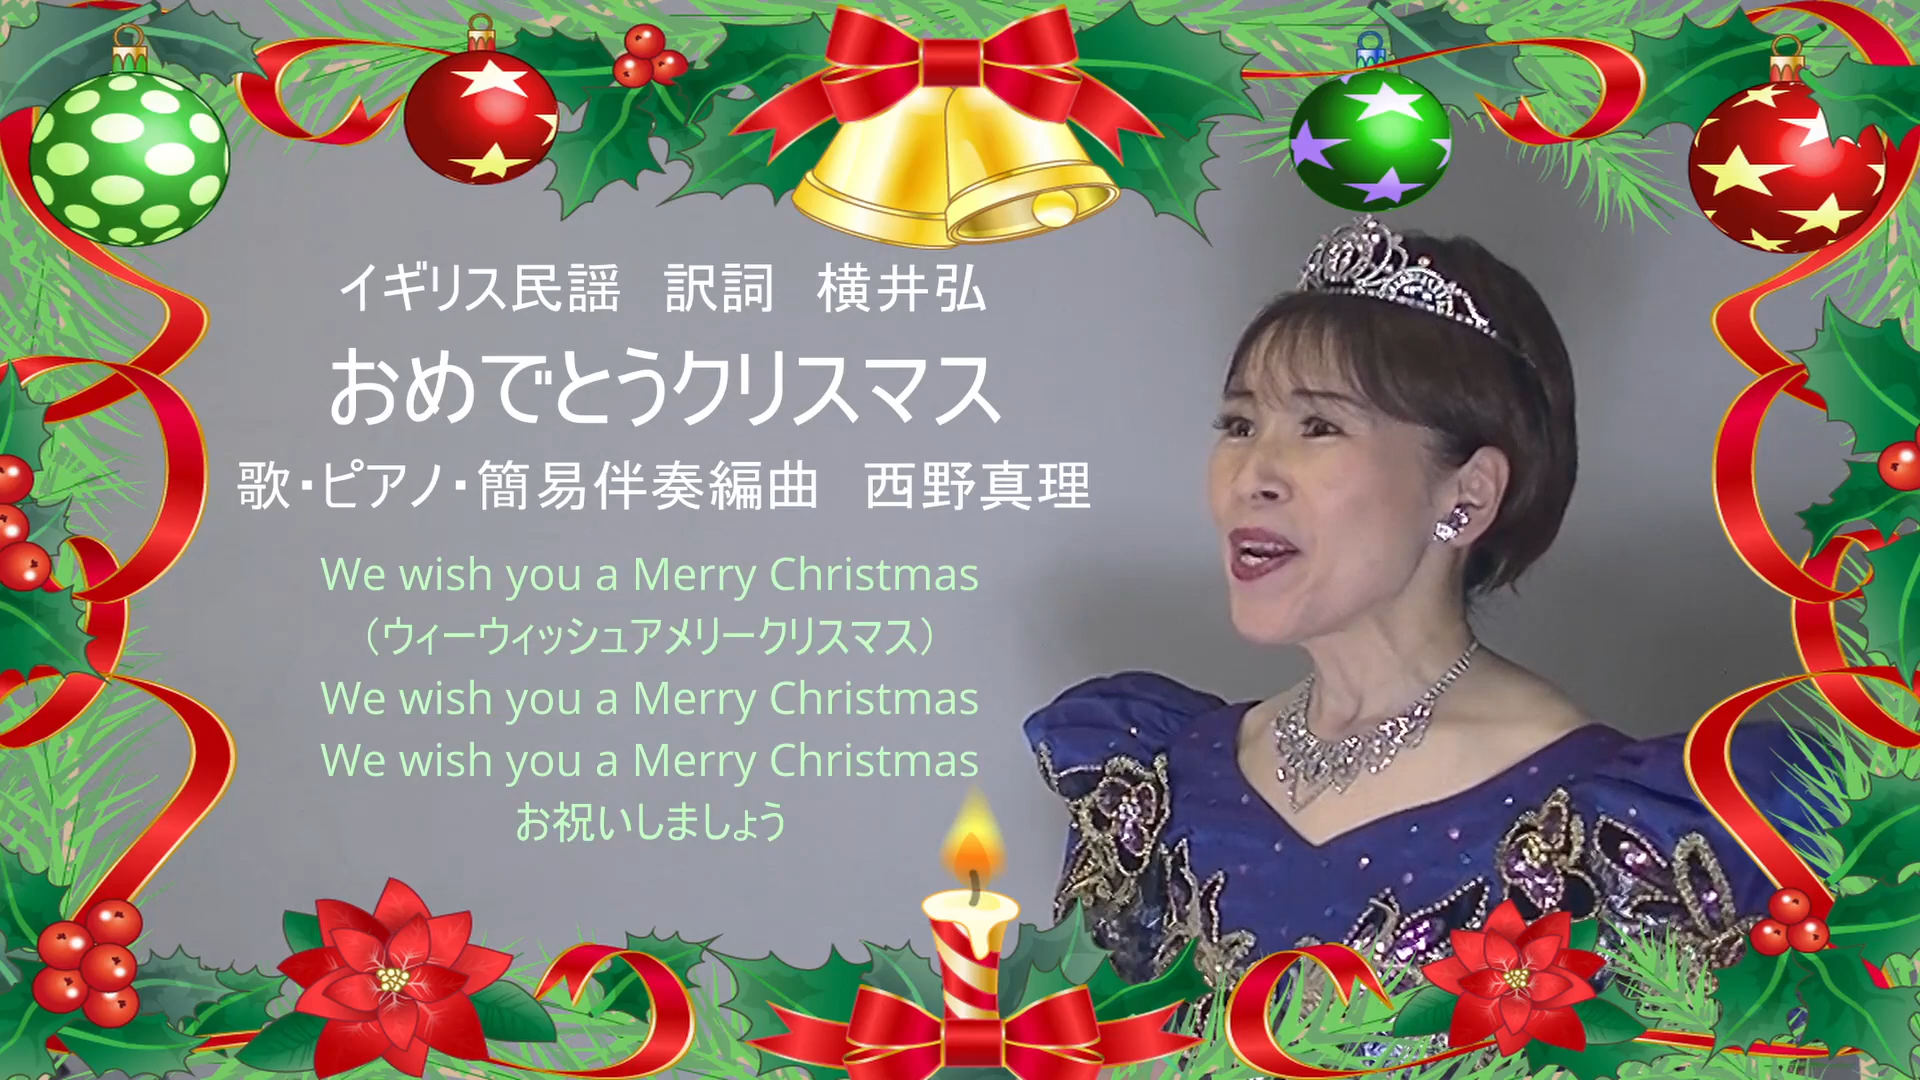 イギリス民謡　訳詞　横井弘
おめでとうクリスマス
歌・ピアノ・簡易伴奏編曲　西野真理
We wish you a Merry Christmas
（ウィーウィッシュアメリークリスマス）
We wish you a Merry Christmas
We wish you a Merry Christmas
お祝いしましょう